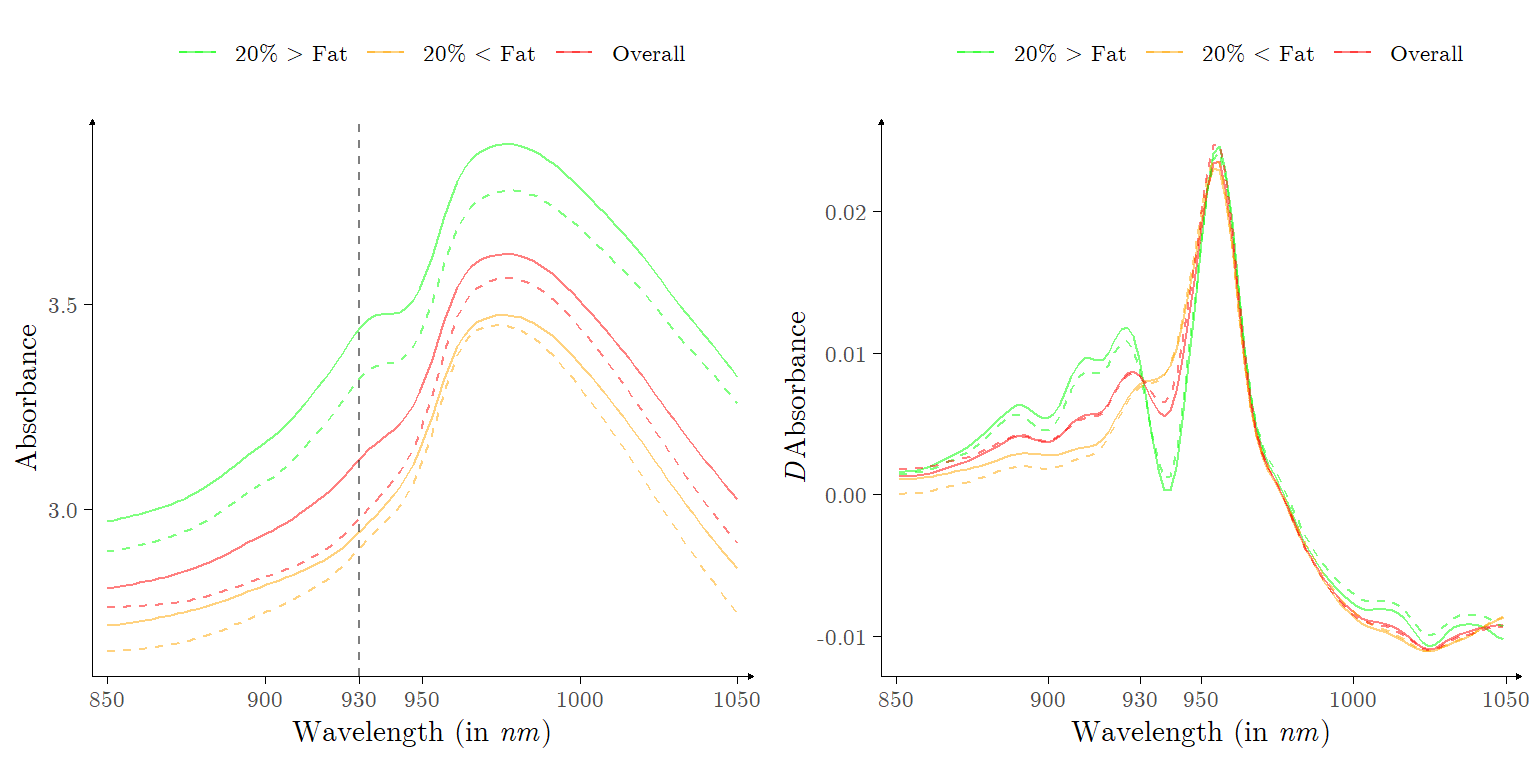 20% > Fat 20% < Fat Overall
Absorbance
3.5
3.0
850 900 930 950 1000 1050
Wavelength (in nm)
20% > Fat 20% < Fat Overall
D Absorbance
0.02
0.01
0.00
-0.01
850 900 930 950 1000 1050
Wavelength (in nm)